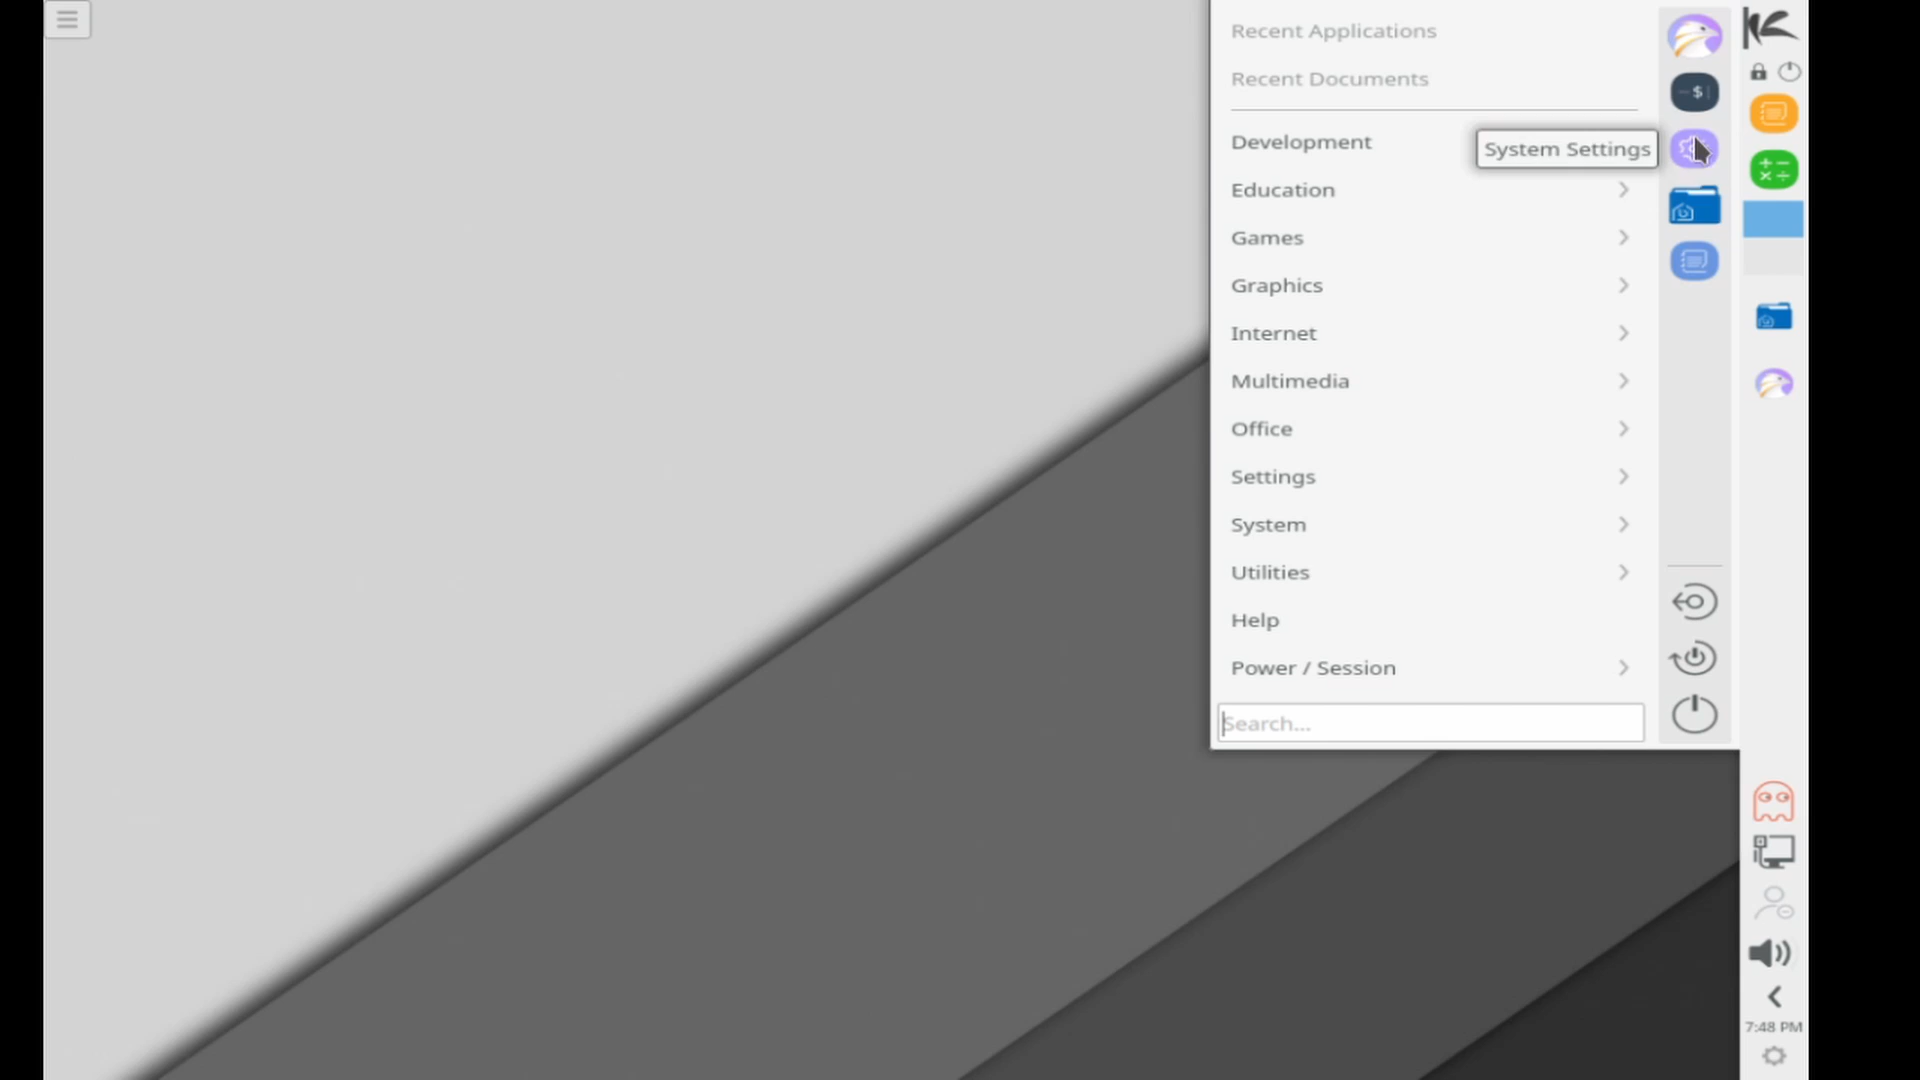 Recent Applications
Recent Documents
Development
System Settings
Education
Games
Graphics
Internet
Multimedia
Office
Settings
System
Utilities
Help
Power / Session
Search...
$
7:48 PM